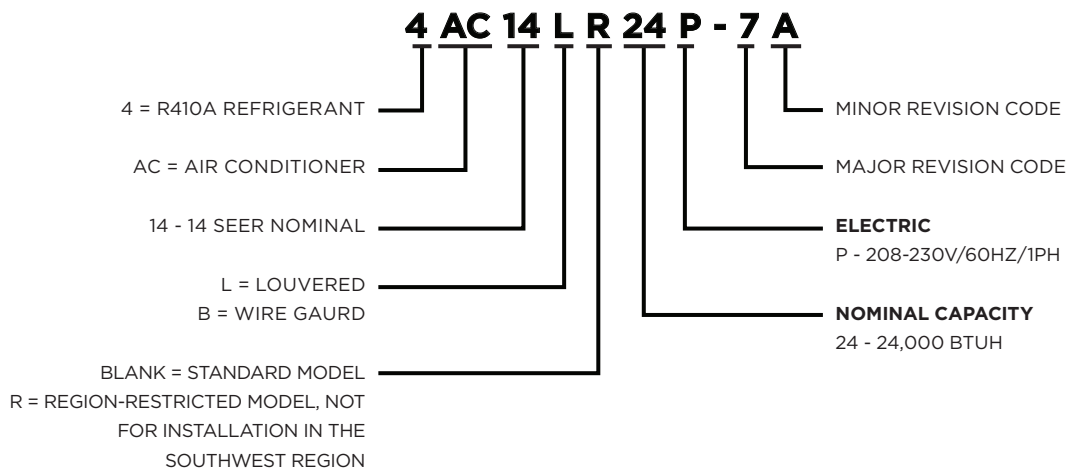 4 AC 14 L R 24 P - 7 A
4 = R410A REFRIGERANT
AC = AIR CONDITIONER
14 - 14 SEER NOMINAL
L = LOUVERED
B = WIRE GAURD
BLANK = STANDARD MODEL
R = REGION-RESTRICTED MODEL, NOT
FOR INSTALLATION IN THE
SOUTHWEST REGION
MINOR REVISION CODE
MAJOR REVISION CODE
ELECTRIC
P - 208-230V/60HZ/1PH
NOMINAL CAPACITY
24 - 24,000 BTUH